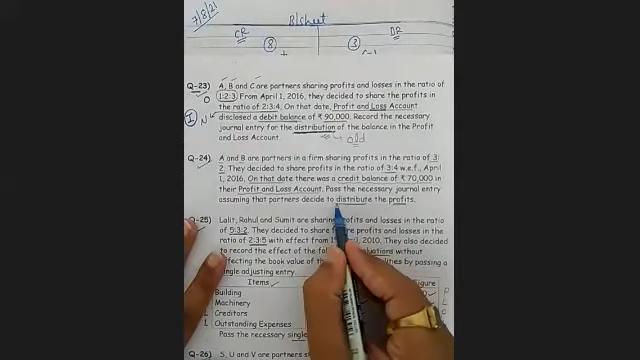 7/8/21
B/Sheet
CR
DR
8
3
Q-23) A, B and C are partners sharing profits and losses in the ratio of
1:2:3 From April 1, 2016, they decided to share the profits in
O
the ratio of 2:3:4. On that date, Profit and Loss Account
I N
disclosed a debit balance of ₹ 90,000. Record the necessary
journal entry for the distribution of the balance in the Profit
and Loss Account.
old
Q-24) A and B are partners in a firm sharing profits in the ratio of 3:
2. They decided to share profits in the ratio of 3:4 w.e.f., April
1, 2016. On that date there was a credit balance of ₹ 70,000 in
their Profit and Loss Account. Pass the necessary journal entry
assuming that partners decide to distribute the profits.
Q-25) Lalit, Rahul and Sumit are sharing profits and losses in the ratio
of 5:3:2. They decided to share future profits and losses in the
ratio of 2:3:5 with effect from 1 2010. They also decided
to record the effect of the following without
affecting the book value of the by passing a
single adjusting entry.
Items Figure
Building
Machinery
L Creditors
L Outstanding Expenses
Pass the necessary single
Q-26) S, U and V are partners